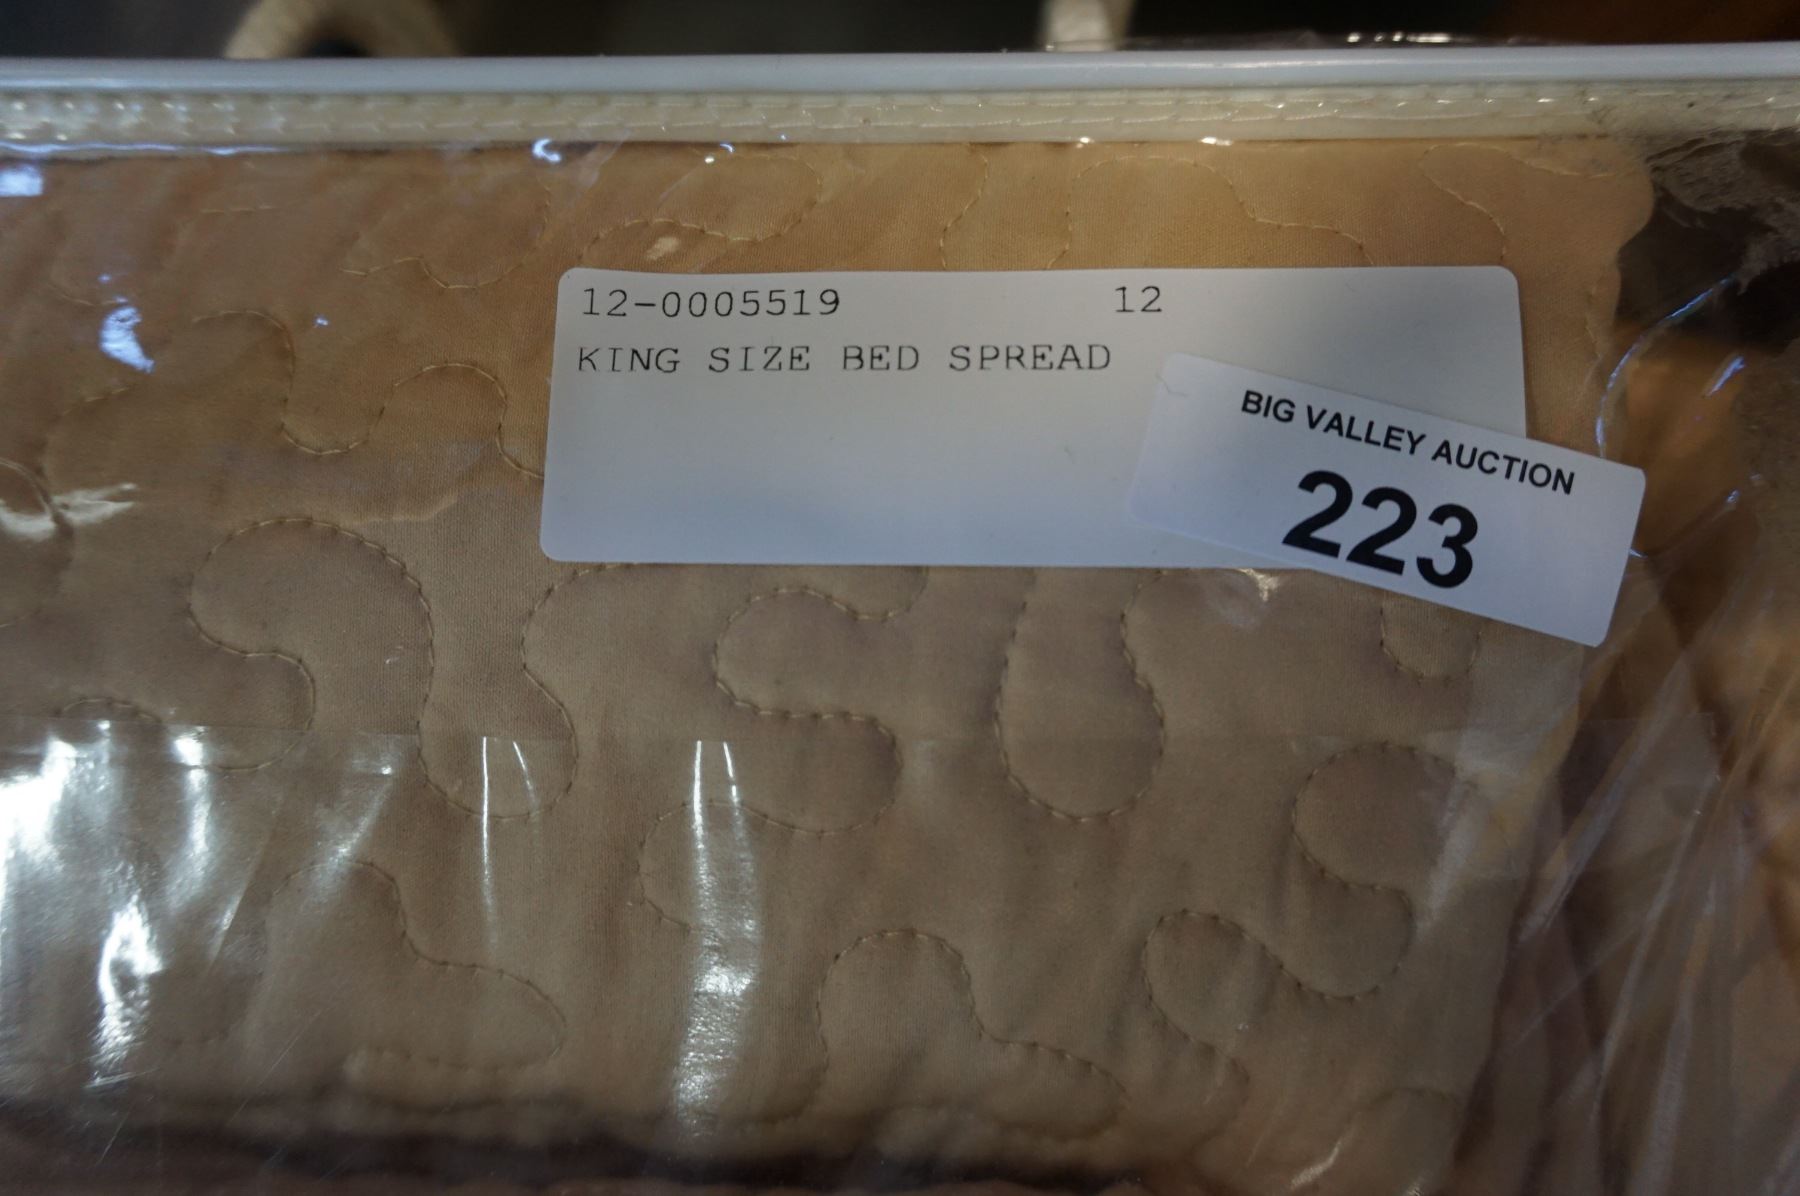 12-0005519 12
KING SIZE BED SPREAD
BIG VALLEY AUCTION
223